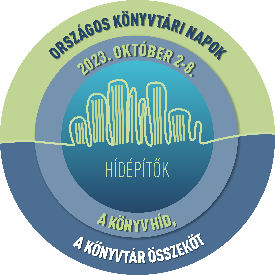 ORSZÁGOS KÖNYVTÁRI NAPOK
2023. OKTÓBER 2-8.
HÍDÉPÍTŐK
A KÖNYV HÍD,
A KÖNYVTÁR ÖSSZEKÖT